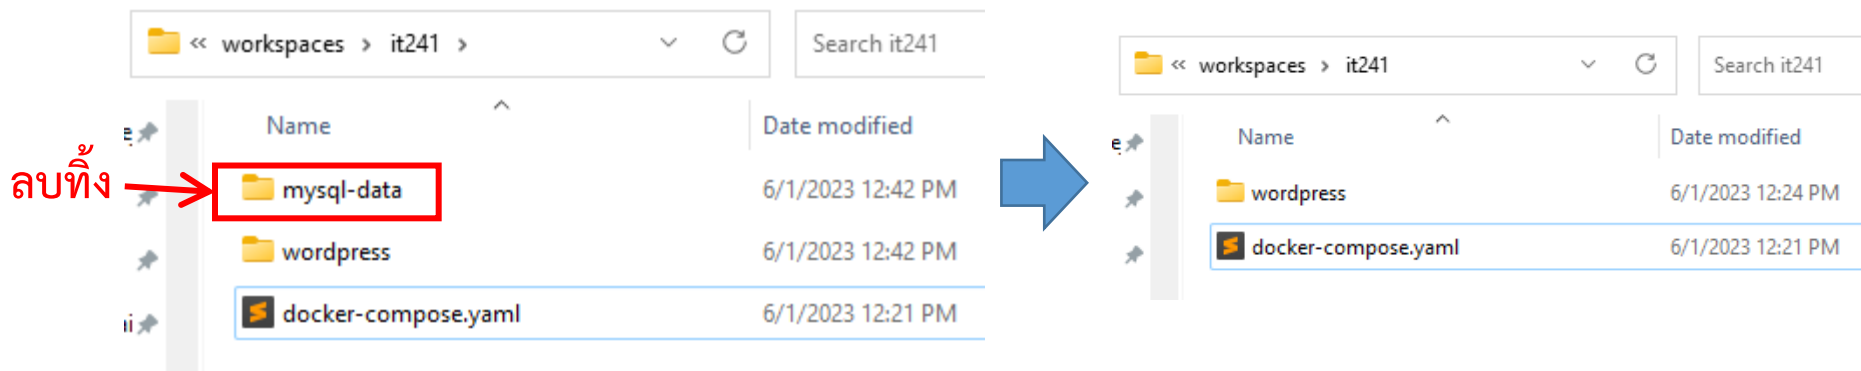 « workspaces > it241 >
Search it241
Name
Date modified
ลบทิ้ง
mysql-data
6/1/2023 12:42 PM
wordpress
6/1/2023 12:42 PM
docker-compose.yaml
6/1/2023 12:21 PM
« workspaces > it241
Search it241
Name
Date modified
wordpress
6/1/2023 12:24 PM
docker-compose.yaml
6/1/2023 12:21 PM